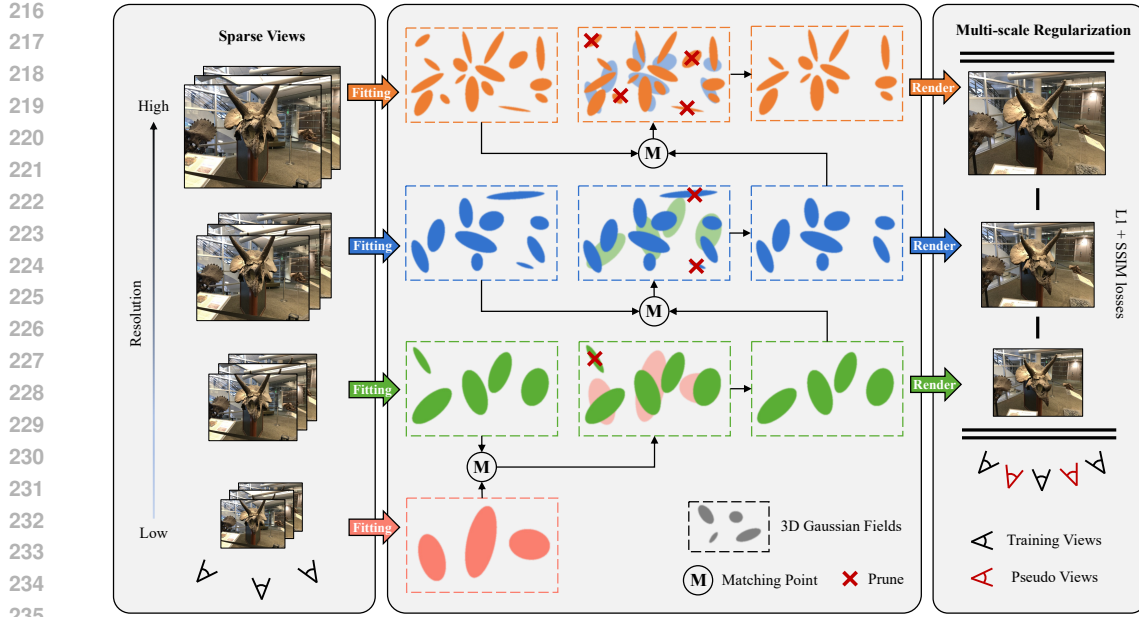 216
217
218
219
220
221
222
223
224
225
226
227
228
229
230
231
232
233
234
235
Sparse Views
High
Resolution
Low
Fitting
Fitting
Fitting
Fitting
M
M
M
3D Gaussian Fields
M Matching Point
Prune
Render
Render
Render
Multi-scale Regularization
L1 + SSIM losses
Training Views
Pseudo Views